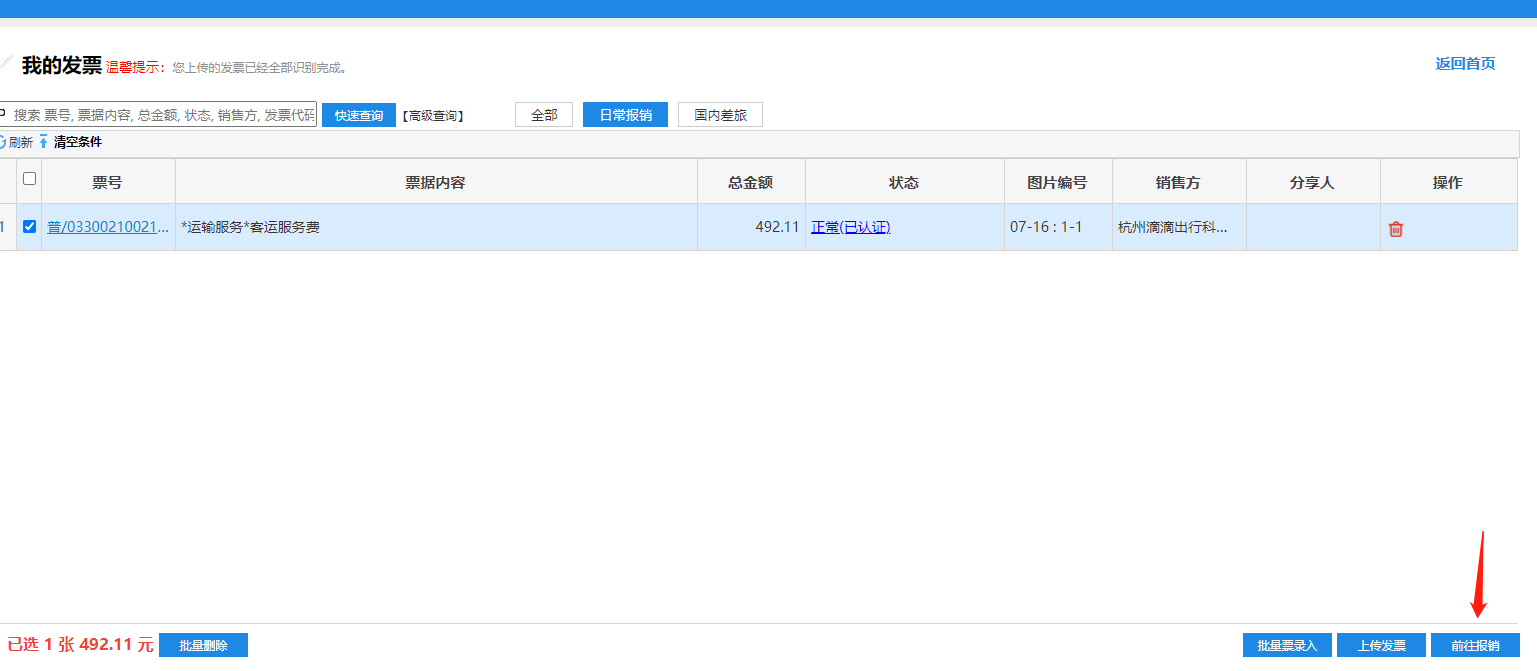 我的发票 温馨提示：您上传的发票已经全部识别完成。 返回首页
搜索 票号, 票据内容, 总金额, 状态, 销售方, 发票代码 快速查询 【高级查询】 全部 日常报销 国内差旅
刷新 清空条件
票号 票据内容 总金额 状态 图片编号 销售方 分享人 操作
1 普/03300210021... *运输服务*客运服务费 492.11 正常(已认证) 07-16 : 1-1 杭州滴滴出行科...
已选 1 张 492.11 元 批量删除 批量票录入 上传发票 前往报销